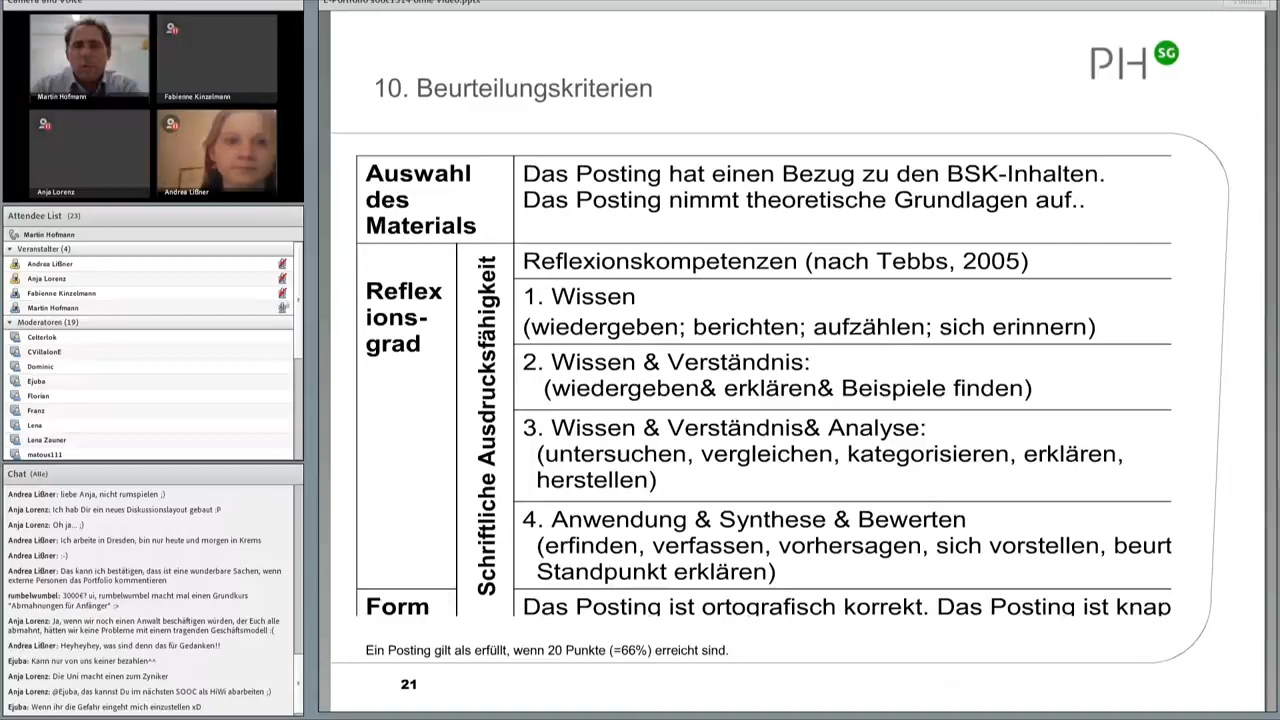 Camera and Voice
Martin Hofmann
Fabienne Kinzelmann
Anja Lorenz
Andrea Lißner
Attendee List (23)
Martin Hofmann
Veranstalter (4)
Andrea Lißner
Anja Lorenz
Fabienne Kinzelmann
Martin Hofmann
Moderatoren (19)
Celterlok
CVillalonE
Dominic
Ejuba
Florian
Franz
Lena
Lena Zauner
matous111
Chat (Alle)
Andrea Lißner: liebe Anja, nicht rumspielen ;)
Anja Lorenz: Ich hab Dir ein neues Diskussionslayout gebaut :P
Anja Lorenz: Oh ja... ;)
Andrea Lißner: Ich arbeite in Dresden, bin nur heute und morgen in Krems
Andrea Lißner: :-)
Andrea Lißner: Das kann ich bestätigen, dass ist eine wunderbare Sachen, wenn
externe Personen das Portfolio kommentieren
rumbelwumbel: 3000€? ui, rumbelwumbel macht mal einen Grundkurs
"Abmahnungen für Anfänger" :>
Anja Lorenz: Ja, wenn wir noch einen Anwalt beschäftigen würden, der Euch alle
abmahnt, hätten wir keine Probleme mit einem tragenden Geschäftsmodell :(
Andrea Lißner: Heyheyhey, was sind denn das für Gedanken!!
Ejuba: Kann nur von uns keiner bezahlen^^
Anja Lorenz: Die Uni macht einen zum Zyniker
Anja Lorenz: @Ejuba, das kannst Du im nächsten SOOC als HiWi abarbeiten ;)
Ejuba: Wenn ihr die Gefahr eingeht mich einzustellen xD
E-Portfolio sooc1314 ohne Video.pptx
PH SG
10. Beurteilungskriterien
Auswahl
des
Materials
Das Posting hat einen Bezug zu den BSK-Inhalten.
Das Posting nimmt theoretische Grundlagen auf..
Reflex
ions-
grad
Schriftliche Ausdrucksfähigkeit
Reflexionskompetenzen (nach Tebbs, 2005)
1. Wissen
(wiedergeben; berichten; aufzählen; sich erinnern)
2. Wissen & Verständnis:
(wiedergeben& erklären& Beispiele finden)
3. Wissen & Verständnis& Analyse:
(untersuchen, vergleichen, kategorisieren, erklären,
herstellen)
4. Anwendung & Synthese & Bewerten
(erfinden, verfassen, vorhersagen, sich vorstellen, beurt
Standpunkt erklären)
Form
Das Posting ist ortografisch korrekt. Das Posting ist knap
Ein Posting gilt als erfüllt, wenn 20 Punkte (=66%) erreicht sind.
21